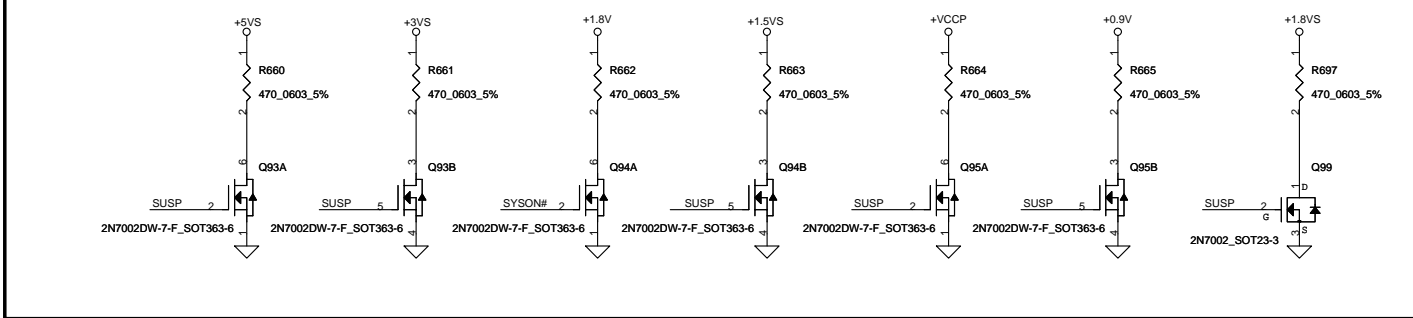 +5VS +3VS +1.8V +1.5VS +VCCP +0.9V +1.8VS
1 1 1 1 1 1 1
R660 R661 R662 R663 R664 R665 R697
470_0603_5% 470_0603_5% 470_0603_5% 470_0603_5% 470_0603_5% 470_0603_5% 470_0603_5%
2 2 2 2 2 2 2
6 Q93A 3 Q93B 6 Q94A 3 Q94B 6 Q95A 3 Q95B Q99
1 D
SUSP 2 SUSP 5 SYSON# 2 SUSP 5 SUSP 2 SUSP 5 SUSP 2
G
2N7002DW-7-F_SOT363-6 1 2N7002DW-7-F_SOT363-6 4 2N7002DW-7-F_SOT363-6 1 2N7002DW-7-F_SOT363-6 4 2N7002DW-7-F_SOT363-6 1 2N7002DW-7-F_SOT363-6 4 3 S
2N7002_SOT23-3